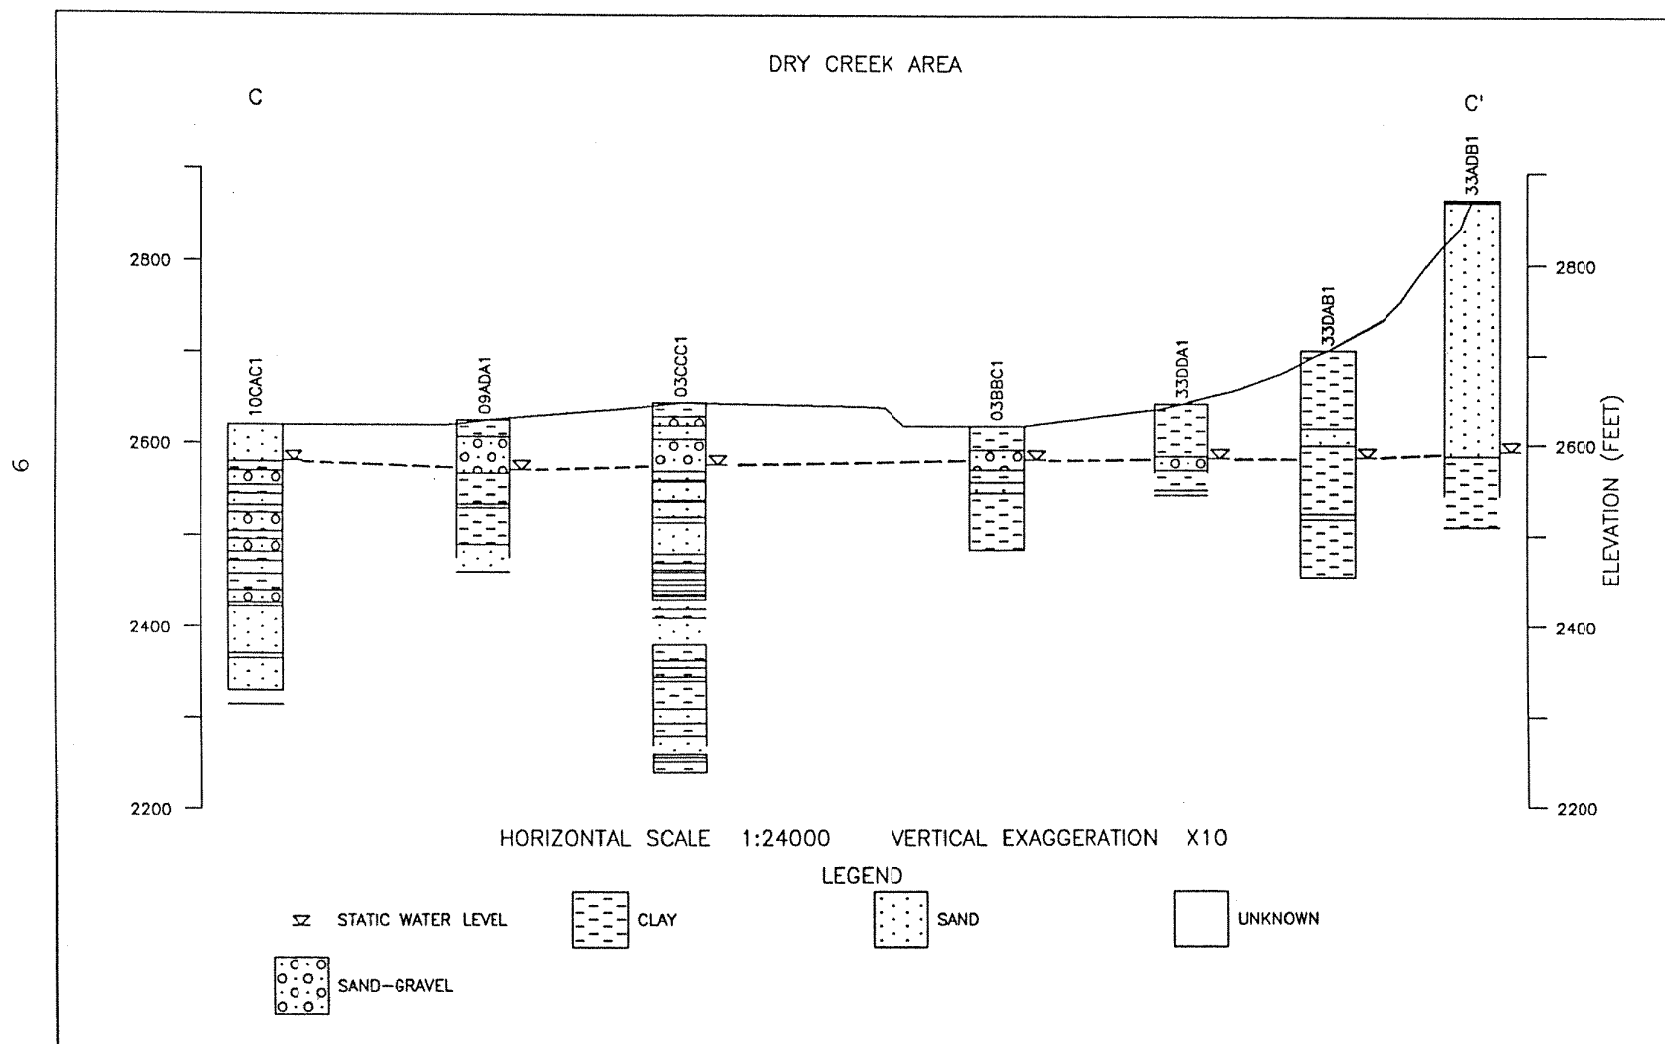 DRY CREEK AREA
C
C'
10CAC1
09ADA1
03CCC1
03BBC1
33DDA1
33DAB1
33ADB1
2800
2600
2400
2200
2800
2600
2400
2200
ELEVATION (FEET)
HORIZONTAL SCALE 1:24000 VERTICAL EXAGGERATION X10
LEGEND
STATIC WATER LEVEL
CLAY
SAND
UNKNOWN
SAND-GRAVEL
9